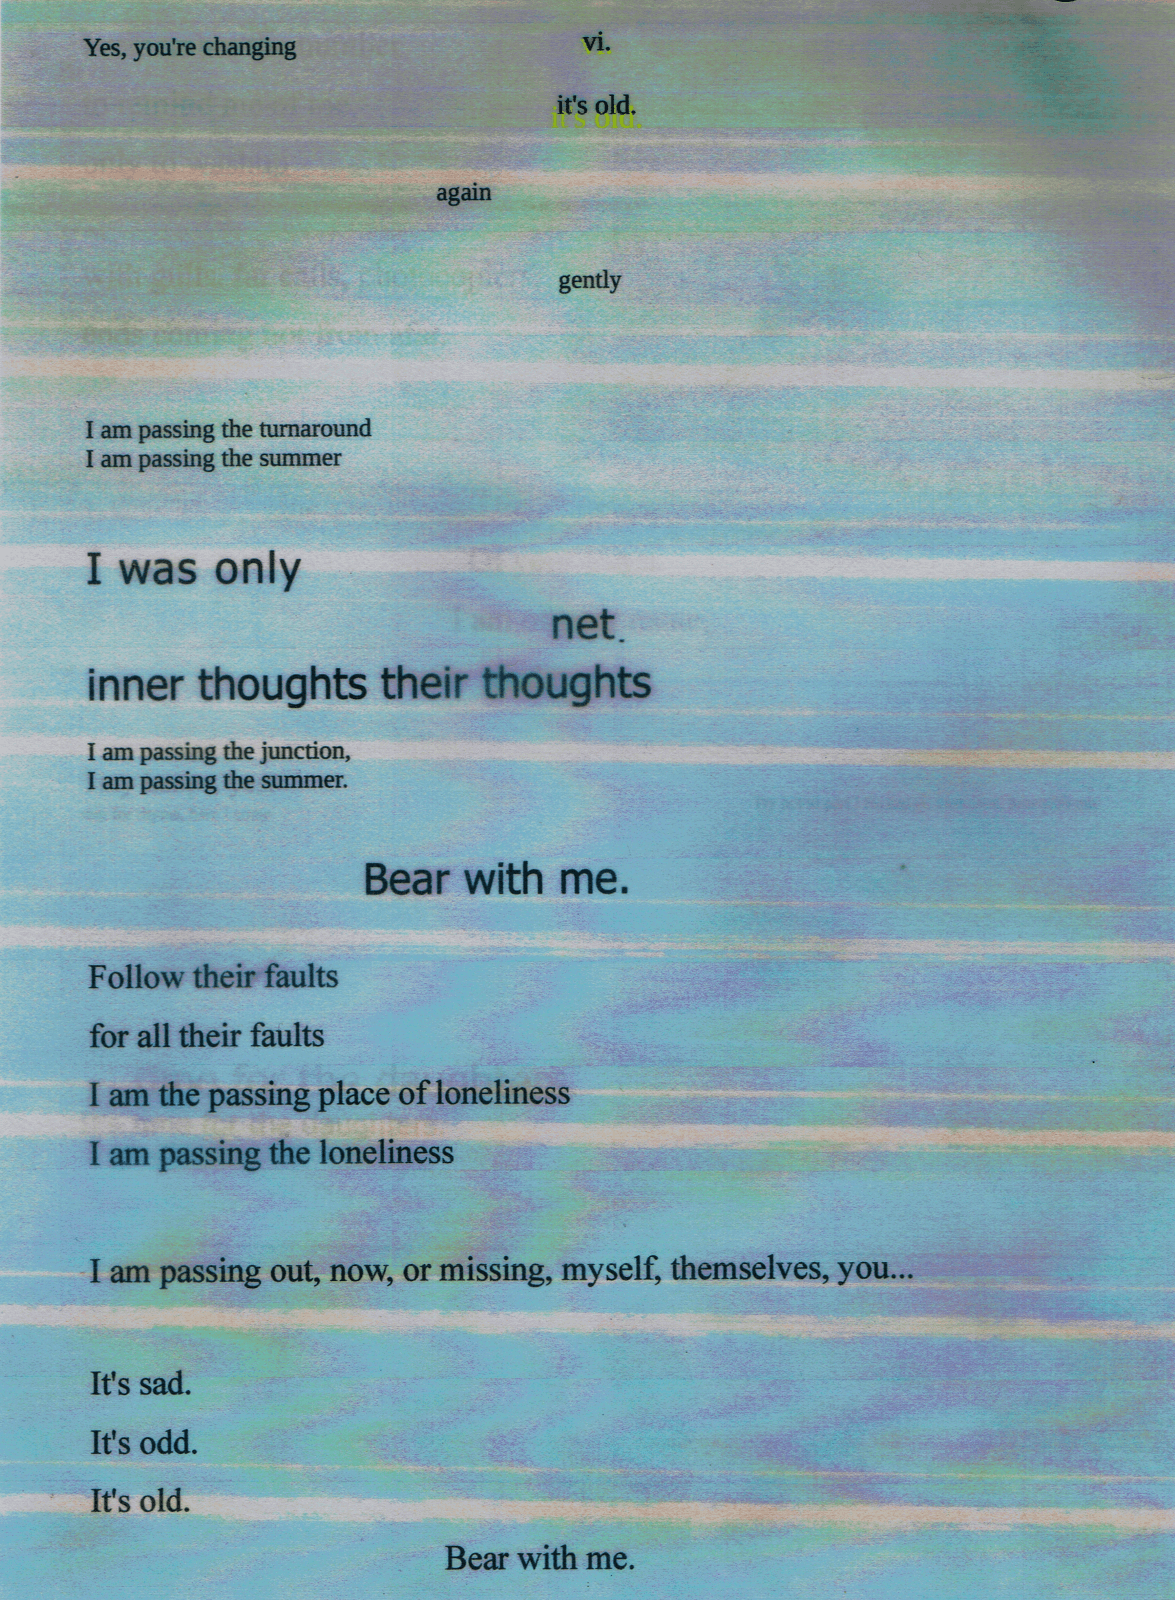 Yes, you're changing
vi.
it's old.
again
gently
I am passing the turnaround
I am passing the summer
I was only
net.
inner thoughts their thoughts
I am passing the junction,
I am passing the summer.
Bear with me.
Follow their faults
for all their faults
I am the passing place of loneliness
I am passing the loneliness
I am passing out, now, or missing, myself, themselves, you...
It's sad.
It's odd.
It's old.
Bear with me.